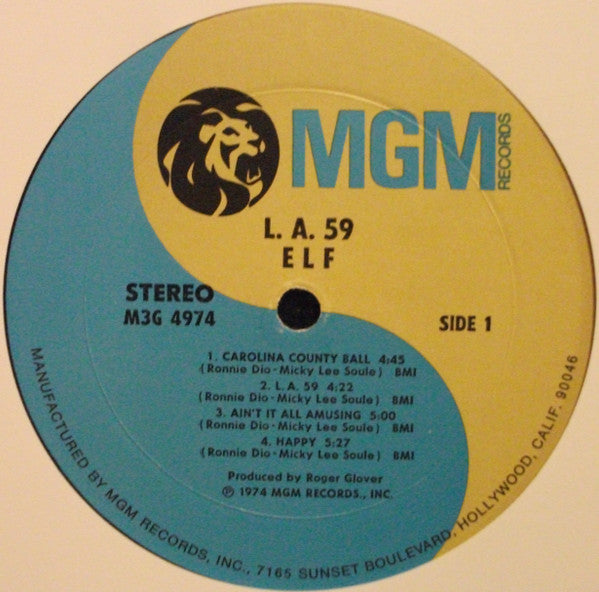 MGM RECORDS
L. A. 59
ELF
STEREO
M3G 4974
SIDE 1
1. CAROLINA COUNTY BALL 4:45
(Ronnie Dio - Micky Lee Soule) BMI
2. L.A. 59 4:22
(Ronnie Dio - Micky Lee Soule) BMI
3. AIN'T IT ALL AMUSING 5:00
(Ronnie Dio - Micky Lee Soule) BMI
4. HAPPY 5:27
(Ronnie Dio - Micky Lee Soule) BMI
Produced by Roger Glover
℗ 1974 MGM RECORDS., INC.
MANUFACTURED BY MGM RECORDS, INC., 7165 SUNSET BOULEVARD, HOLLYWOOD, CALIF. 90046